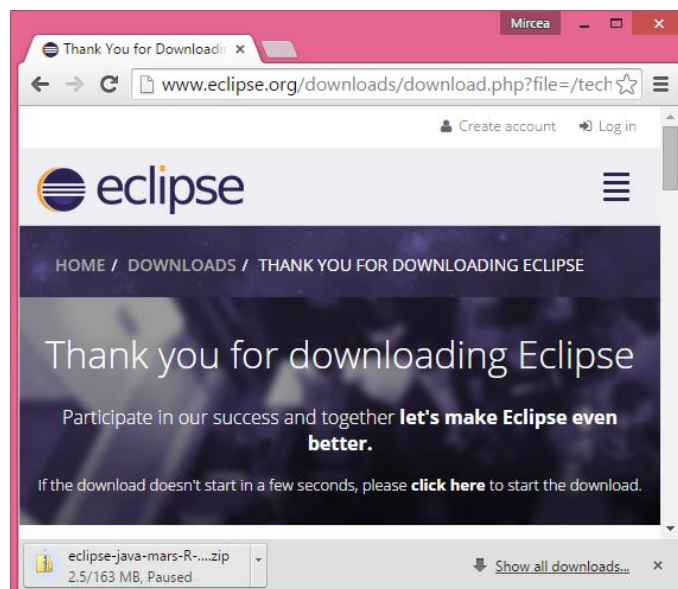 Mircea
Thank You for Downloadin
www.eclipse.org/downloads/download.php?file=/tech
Create account Log in
eclipse
HOME / DOWNLOADS / THANK YOU FOR DOWNLOADING ECLIPSE
Thank you for downloading Eclipse
Participate in our success and together let's make Eclipse even
better.
If the download doesn't start in a few seconds, please click here to start the download.
eclipse-java-mars-R-....zip
2.5/163 MB, Paused
Show all downloads...